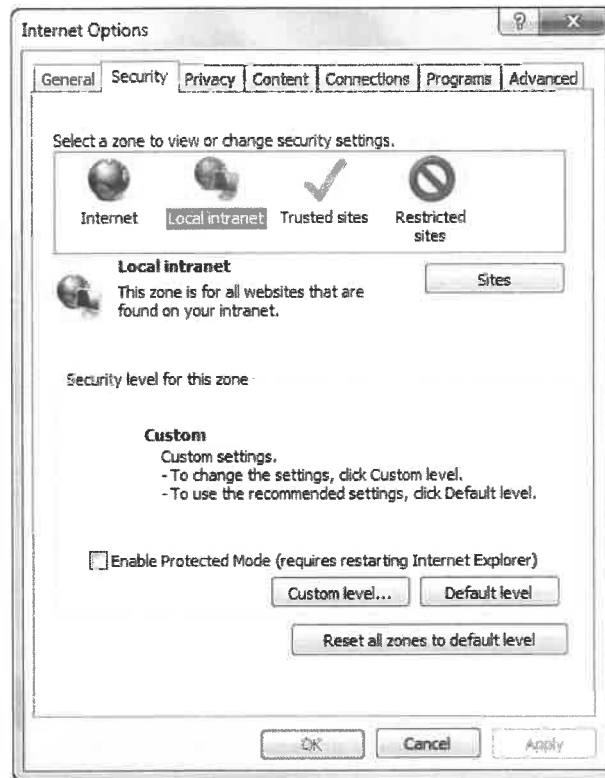 Internet Options
General Security Privacy Content Connections Programs Advanced
Select a zone to view or change security settings.
Internet Local intranet Trusted sites Restricted sites
Local intranet
This zone is for all websites that are
found on your intranet.
Sites
Security level for this zone
Custom
Custom settings.
- To change the settings, click Custom level.
- To use the recommended settings, click Default level.
Enable Protected Mode (requires restarting Internet Explorer)
Custom level... Default level
Reset all zones to default level
OK Cancel Apply